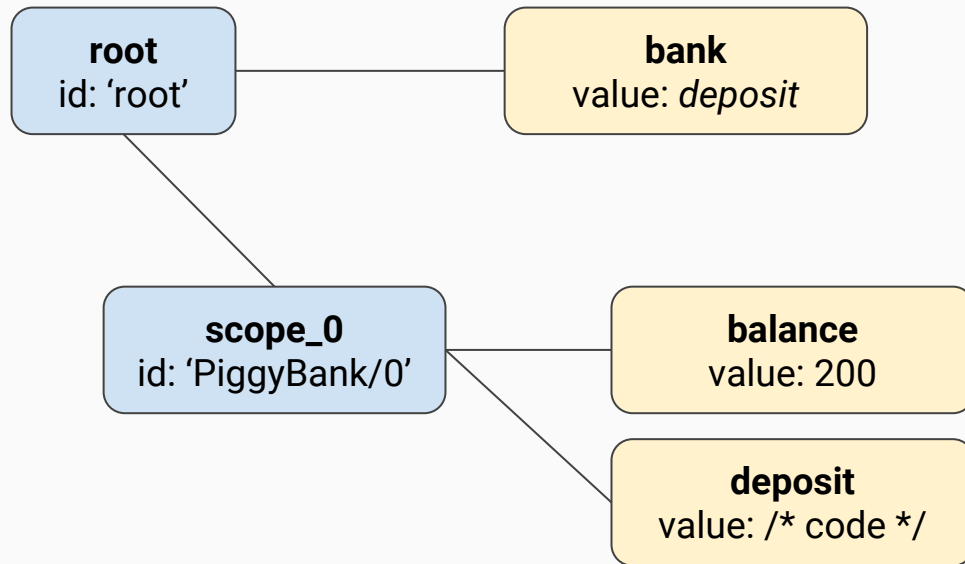 root
id: ‘root’
bank
value: deposit
scope_0
id: ‘PiggyBank/0’
balance
value: 200
deposit
value: /* code */